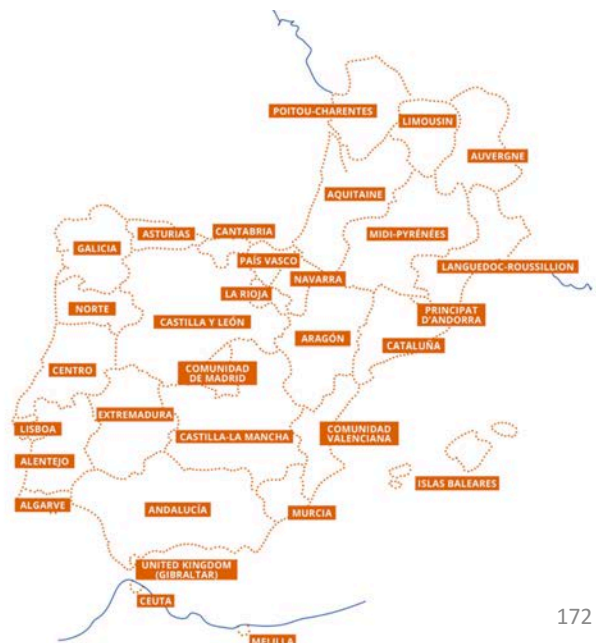 POITOU-CHARENTES
LIMOUSIN
AUVERGNE
AQUITAINE
CANTABRIA
ASTURIAS
MIDI-PYRÉNÉES
GALICIA
PAÍS VASCO
LANGUEDOC-ROUSSILLION
NAVARRA
LA RIOJA
NORTE
PRINCIPAT
D'ANDORRA
CASTILLA Y LEÓN
ARAGÓN
CATALUÑA
CENTRO
COMUNIDAD
DE MADRID
EXTREMADURA
LISBOA
CASTILLA-LA MANCHA
COMUNIDAD
VALENCIANA
ALENTEJO
ISLAS BALEARES
ALGARVE
ANDALUCÍA
MURCIA
UNITED KINGDOM
(GIBRALTAR)
CEUTA
172
MELILLA